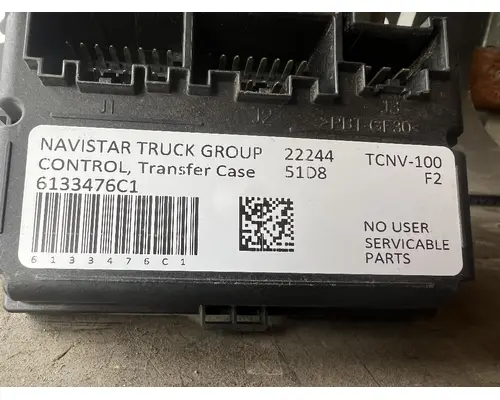 J1
J2
J3
>PBT-GF30<
NAVISTAR TRUCK GROUP 22244 TCNV-100
CONTROL, Transfer Case 51D8 F2
6133476C1
6133476C1
NO USER
SERVICABLE
PARTS